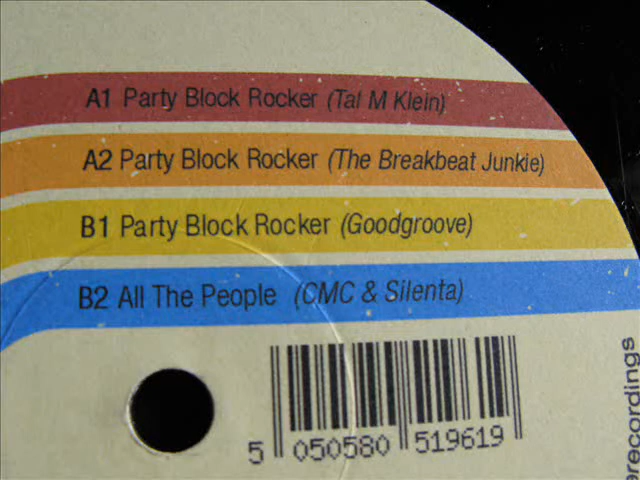 A1 Party Block Rocker (Tal M Klein)
A2 Party Block Rocker (The Breakbeat Junkie)
B1 Party Block Rocker (Goodgroove)
B2 All The People (CMC & Silenta)
5 050580 519619
erecordings